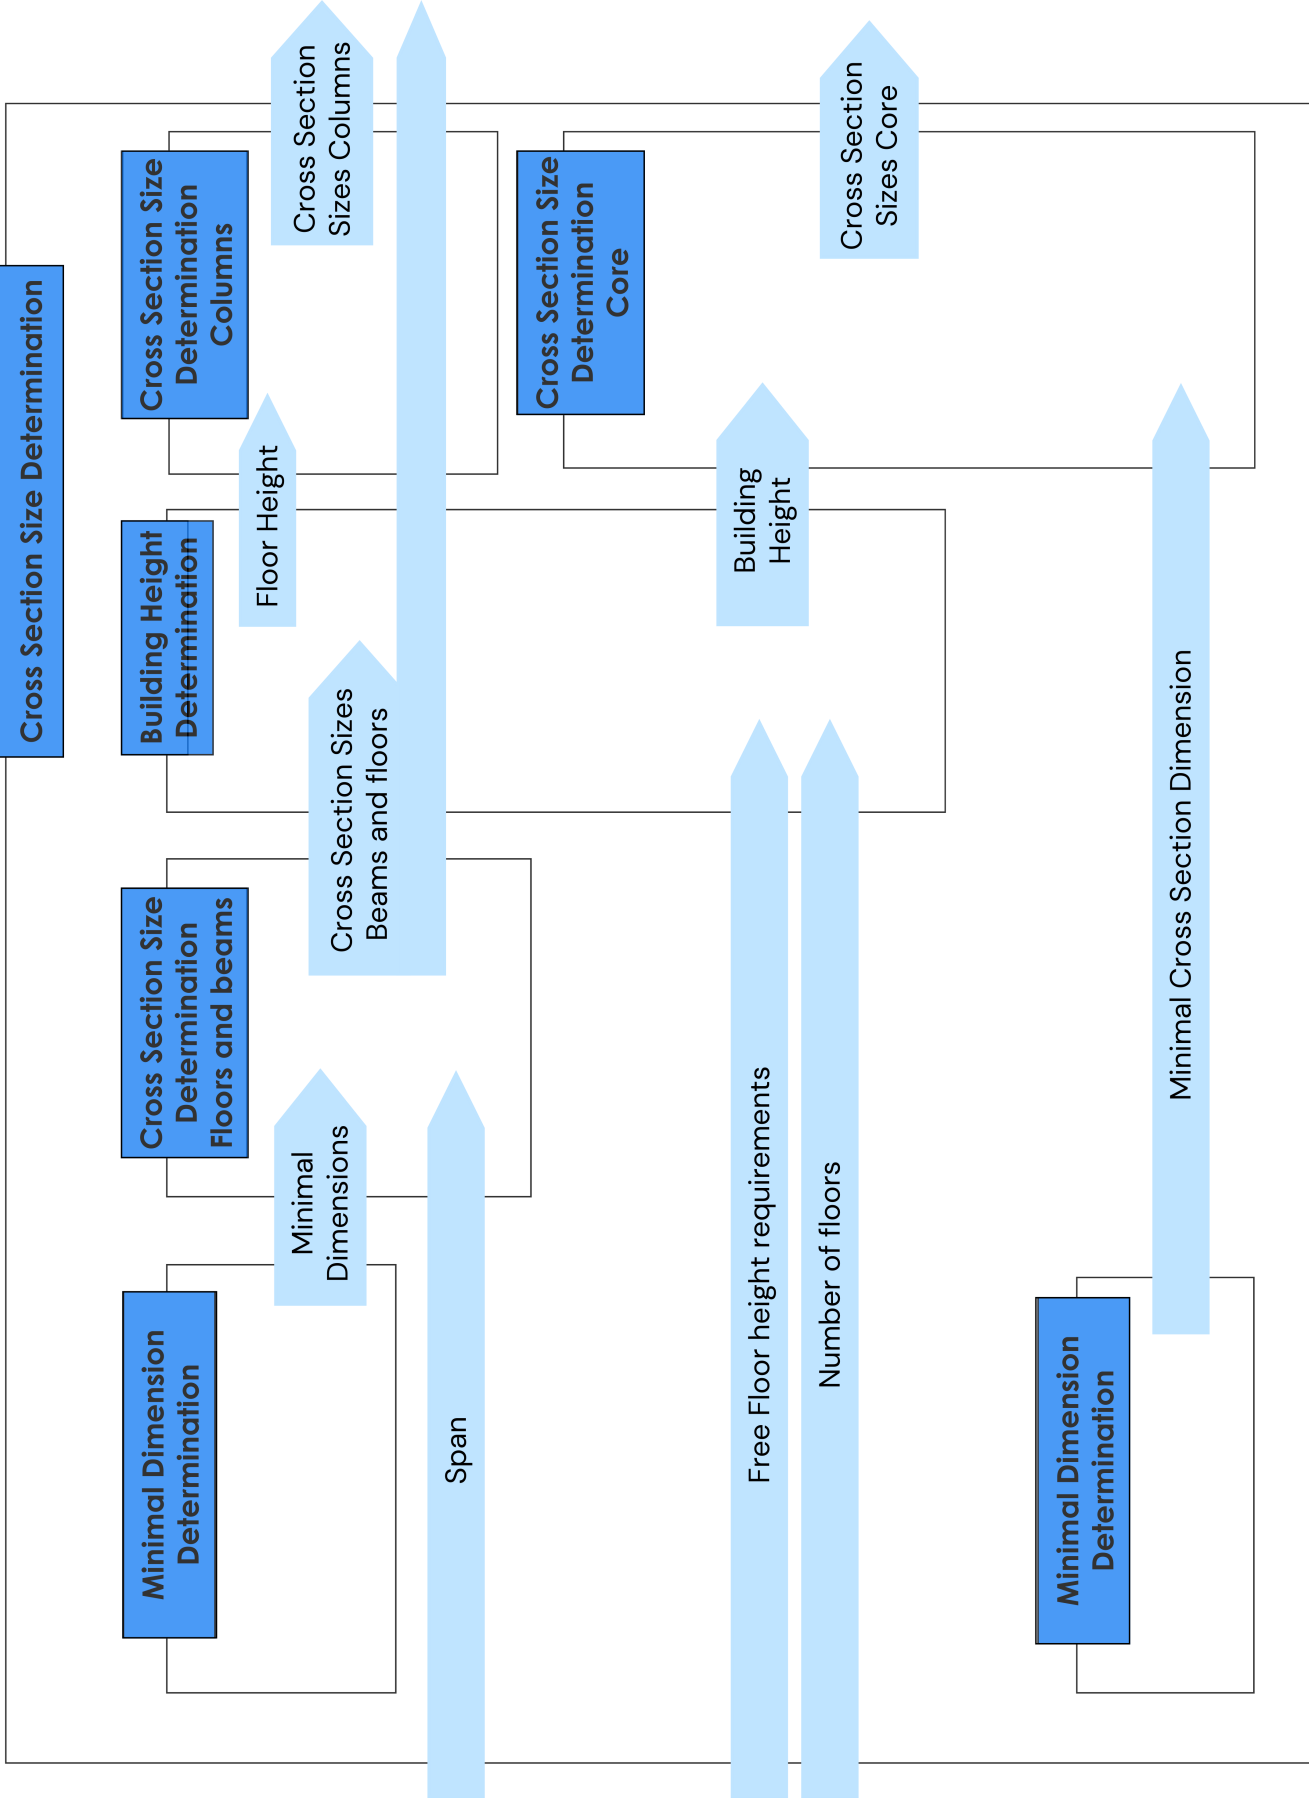 Cross Section Size Determination
Minimal Dimension
Determination
Cross Section Size
Determination
Floors and beams
Building Height
Determination
Cross Section Size
Determination
Columns
Minimal
Dimensions
Cross Section Sizes
Beams and floors
Floor Height
Cross Section
Sizes Columns
Span
Cross Section Size
Determination
Core
Free Floor height requirements
Number of floors
Building
Height
Cross Section
Sizes Core
Minimal Dimension
Determination
Minimal Cross Section Dimension